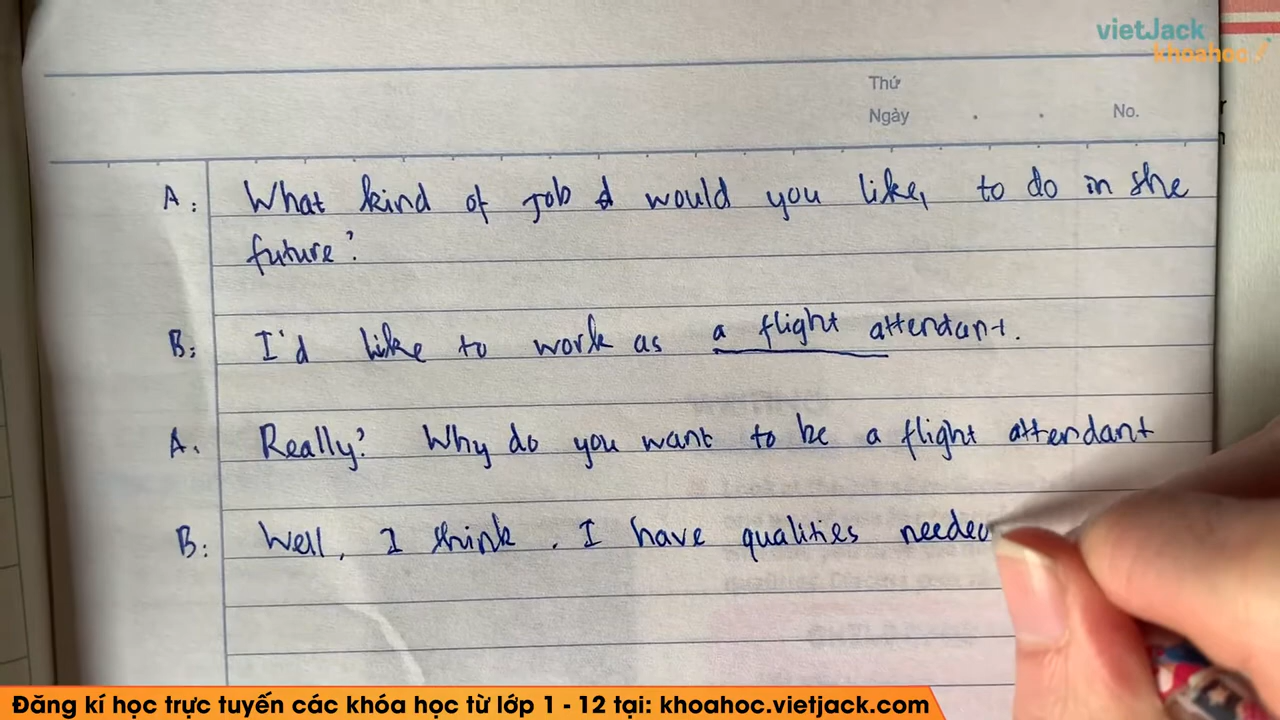 vietJack
khoahoc
Thứ
Ngày . . No.
A: What kind of job would you like, to do in the
future?
B: I'd like to work as a flight attendant.
A. Really? Why do you want to be a flight attendant
B: Well, I think, I have qualities needed
Đăng kí học trực tuyến các khóa học từ lớp 1 - 12 tại: khoahoc.vietjack.com